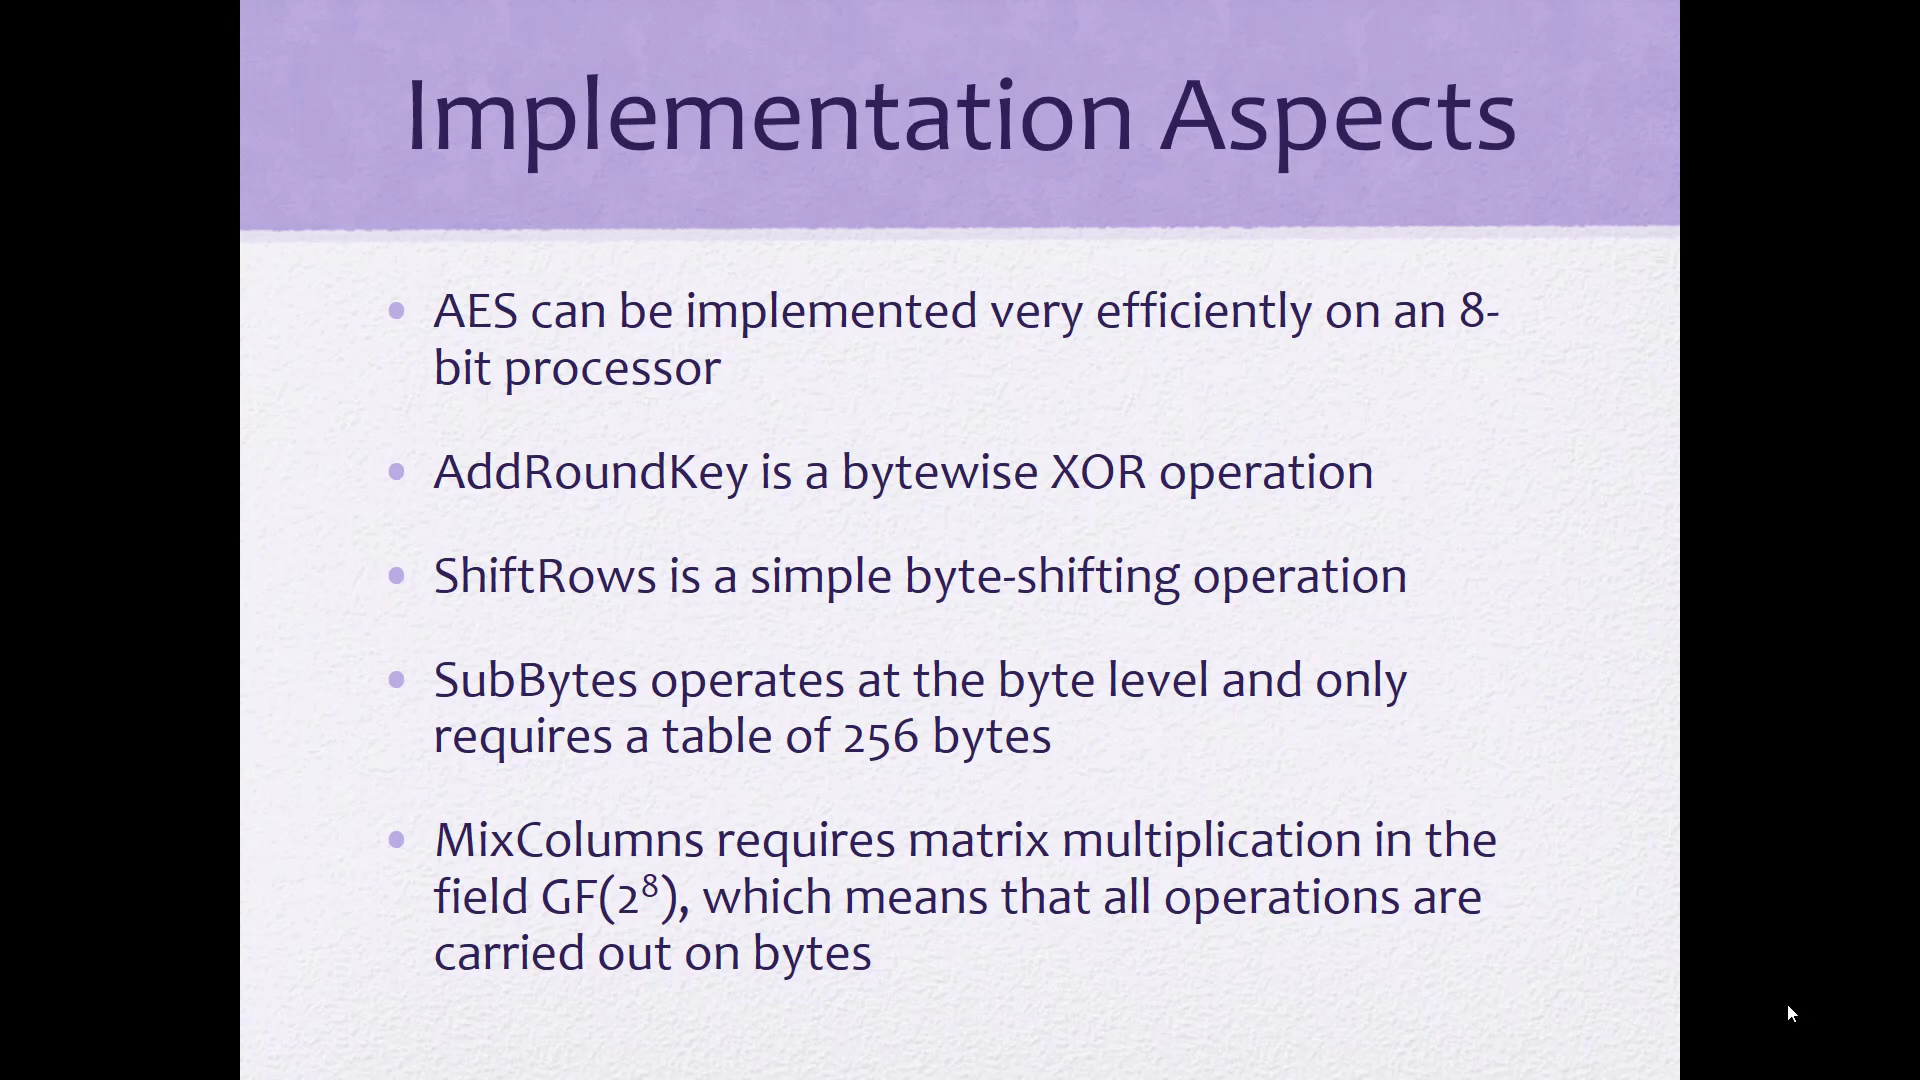 Implementation Aspects
• AES can be implemented very efficiently on an 8-
bit processor
• AddRoundKey is a bytewise XOR operation
• ShiftRows is a simple byte-shifting operation
• SubBytes operates at the byte level and only
requires a table of 256 bytes
• MixColumns requires matrix multiplication in the
field GF(2⁸), which means that all operations are
carried out on bytes